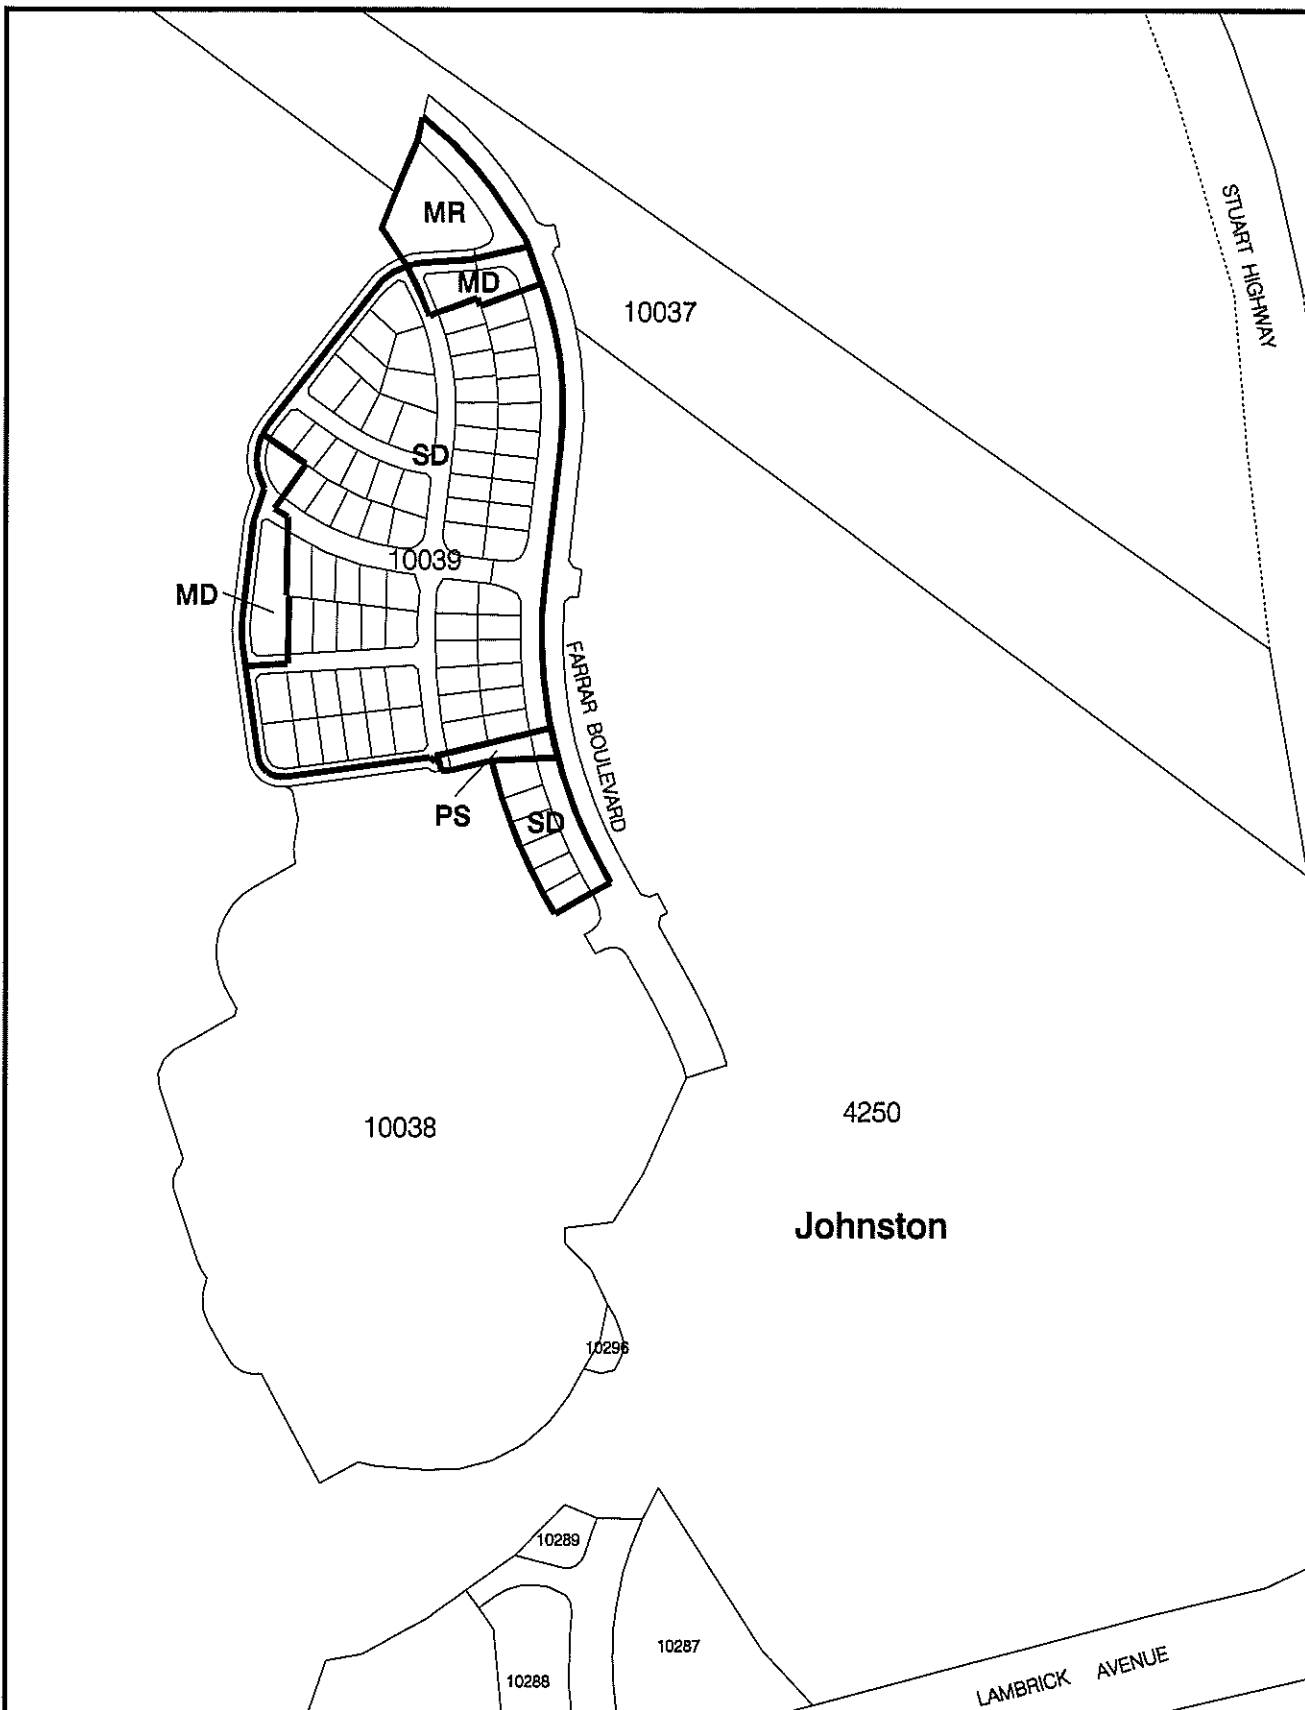 MR
STUART HIGHWAY
MD
10037
SD
10039
MD
FARRAR BOULEVARD
PS
SD
10038
4250
Johnston
10296
10289
10287
10288
LAMBRICK AVENUE